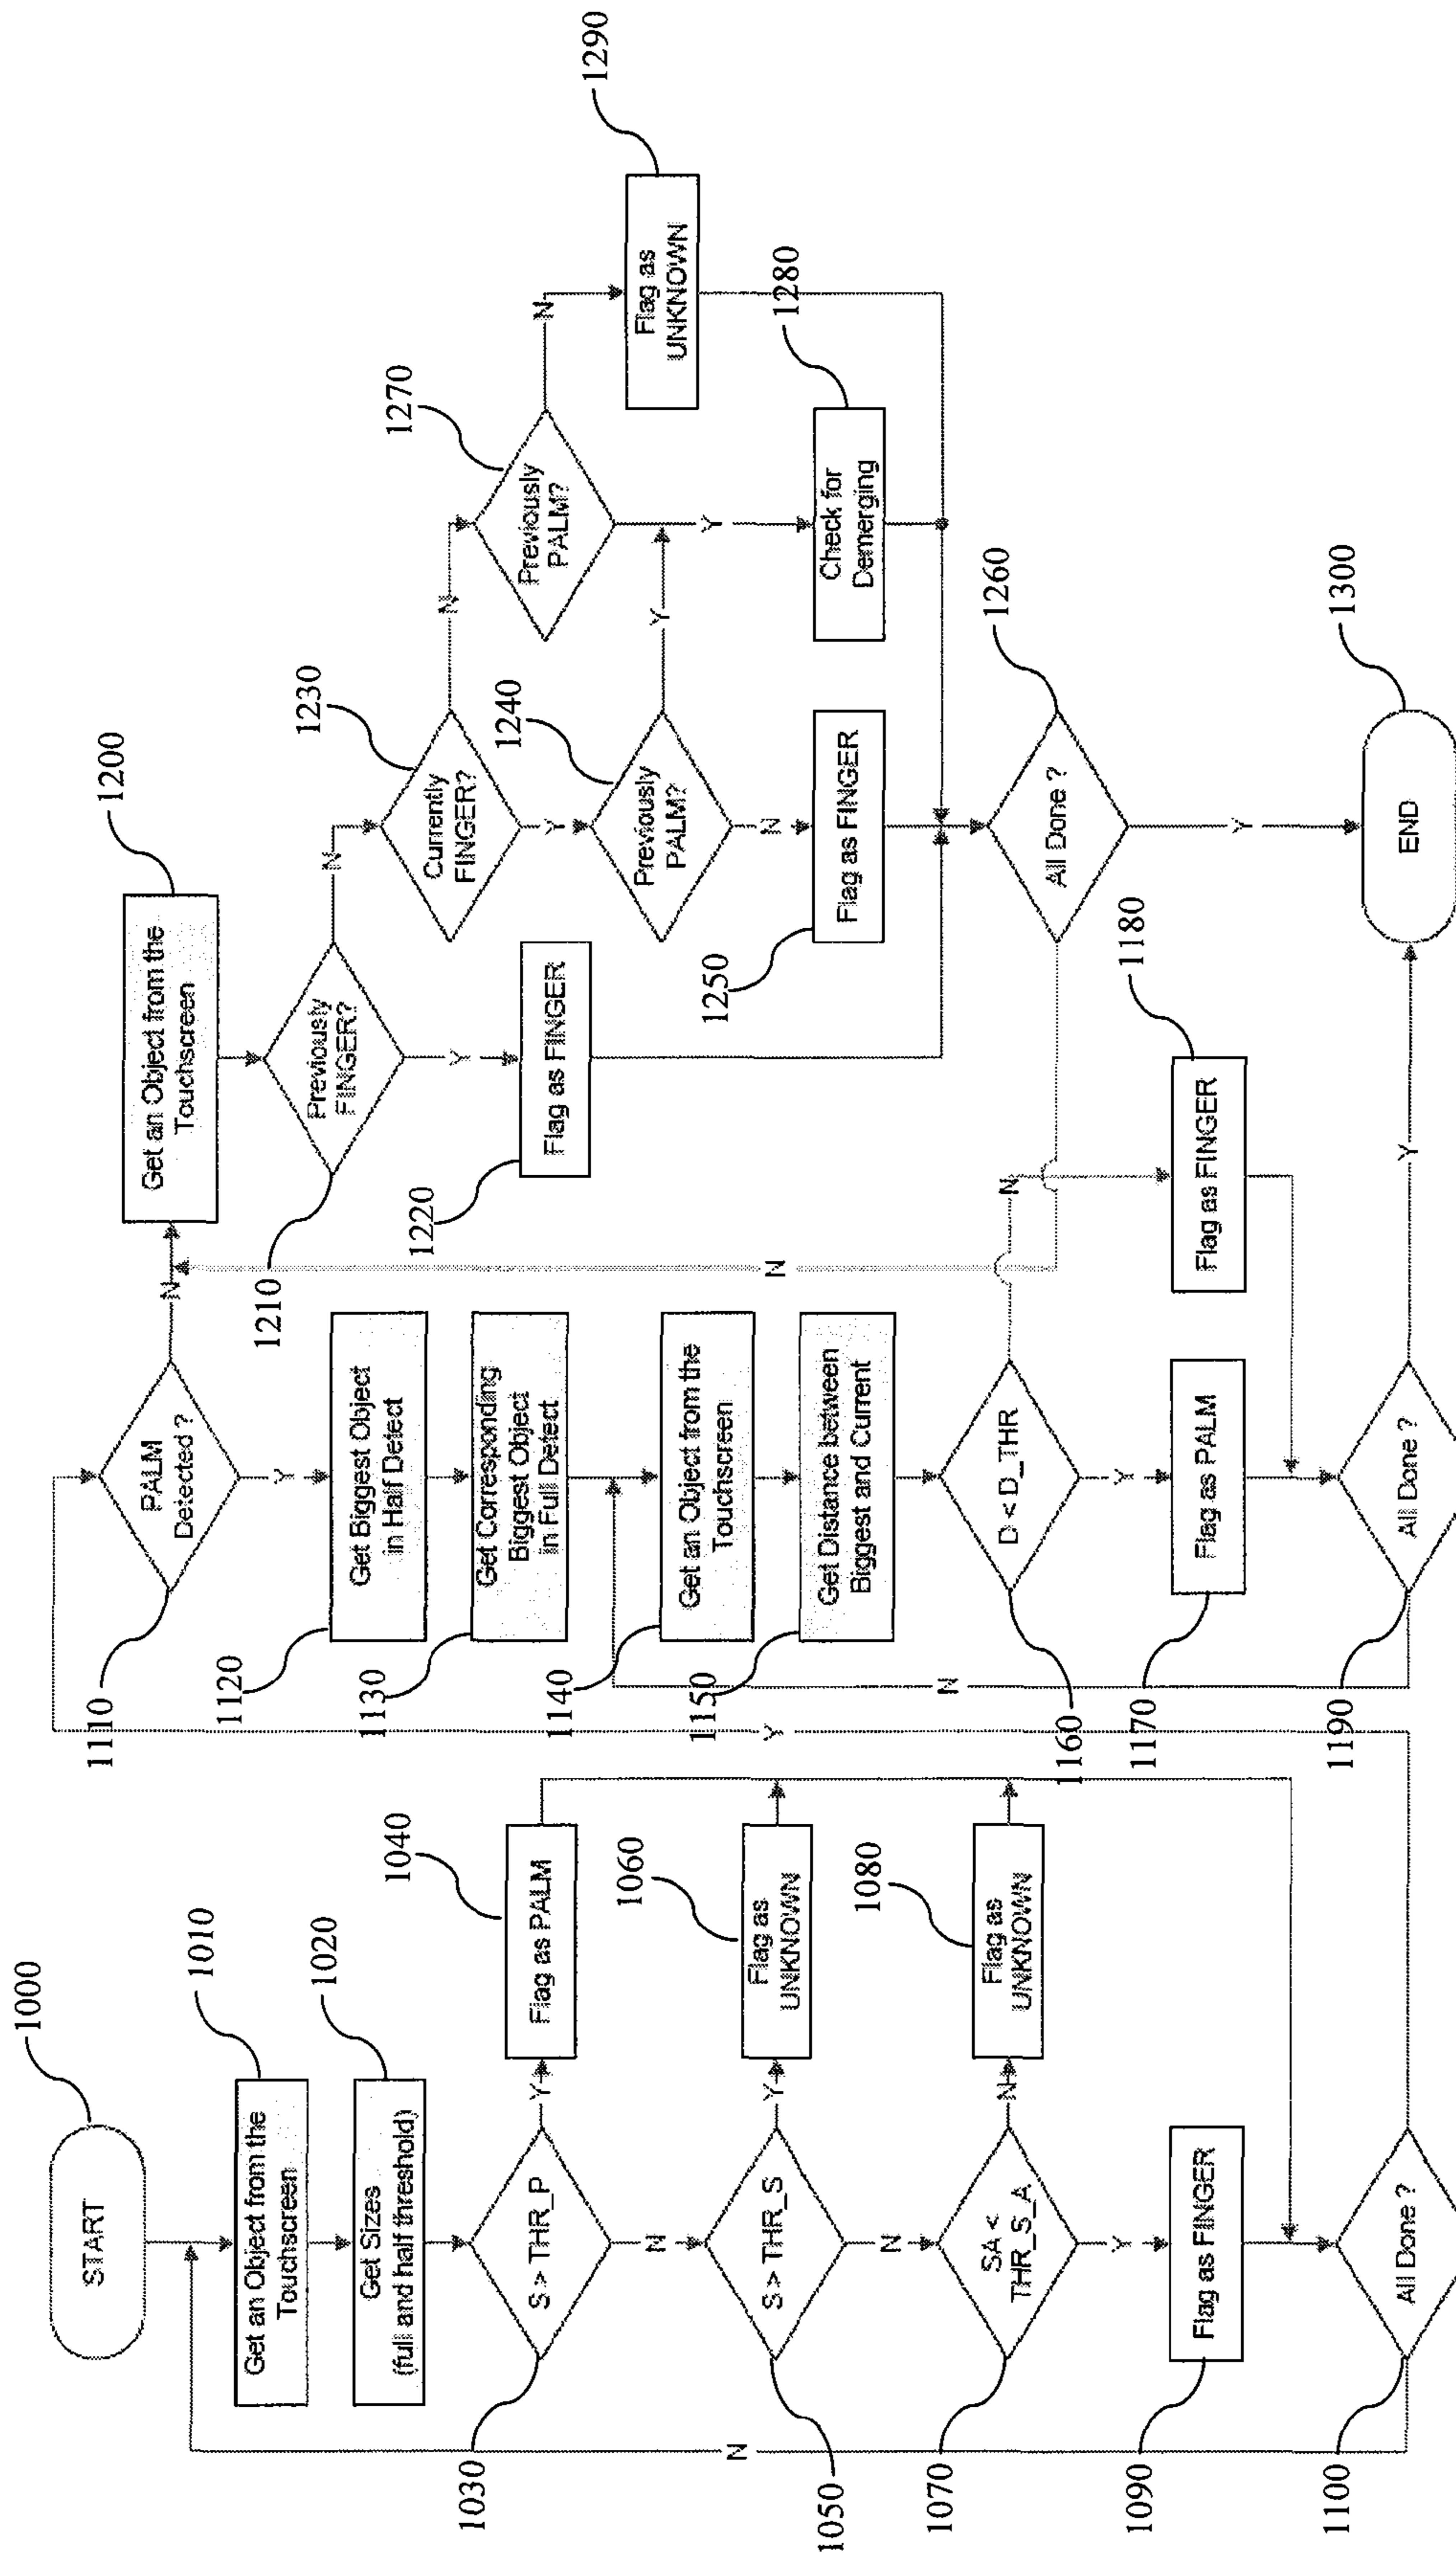 1000
START
1010
Get an Object from the
Touchscreen
1020
Get Sizes
(full and half threshold)
1030
S > THR_P
Y
1040
Flag as PALM
N
1050
S > THR_S
Y
1060
Flag as
UNKNOWN
N
1070
SA <
THR_S_A
N
1080
Flag as
UNKNOWN
Y
1090
Flag as FINGER
1100
All Done ?
N
Y
1110
PALM
Detected ?
N
Y
1120
Get Biggest Object
in Half Detect
1130
Get Corresponding
Biggest Object
in Full Detect
1140
Get an Object from the
Touchscreen
1150
Get Distance between
Biggest and Current
1160
D < D_THR
N
Y
1170
Flag as PALM
1180
Flag as FINGER
1190
All Done ?
N
Y
1200
Get an Object from the
Touchscreen
1210
Previously
FINGER?
N
Y
1220
Flag as FINGER
1230
Currently
FINGER?
N
Y
1240
Previously
PALM?
Y
N
1250
Flag as FINGER
1260
All Done ?
N
Y
1270
Previously
PALM?
N
Y
1280
Check for
Demerging
1290
Flag as
UNKNOWN
1300
END